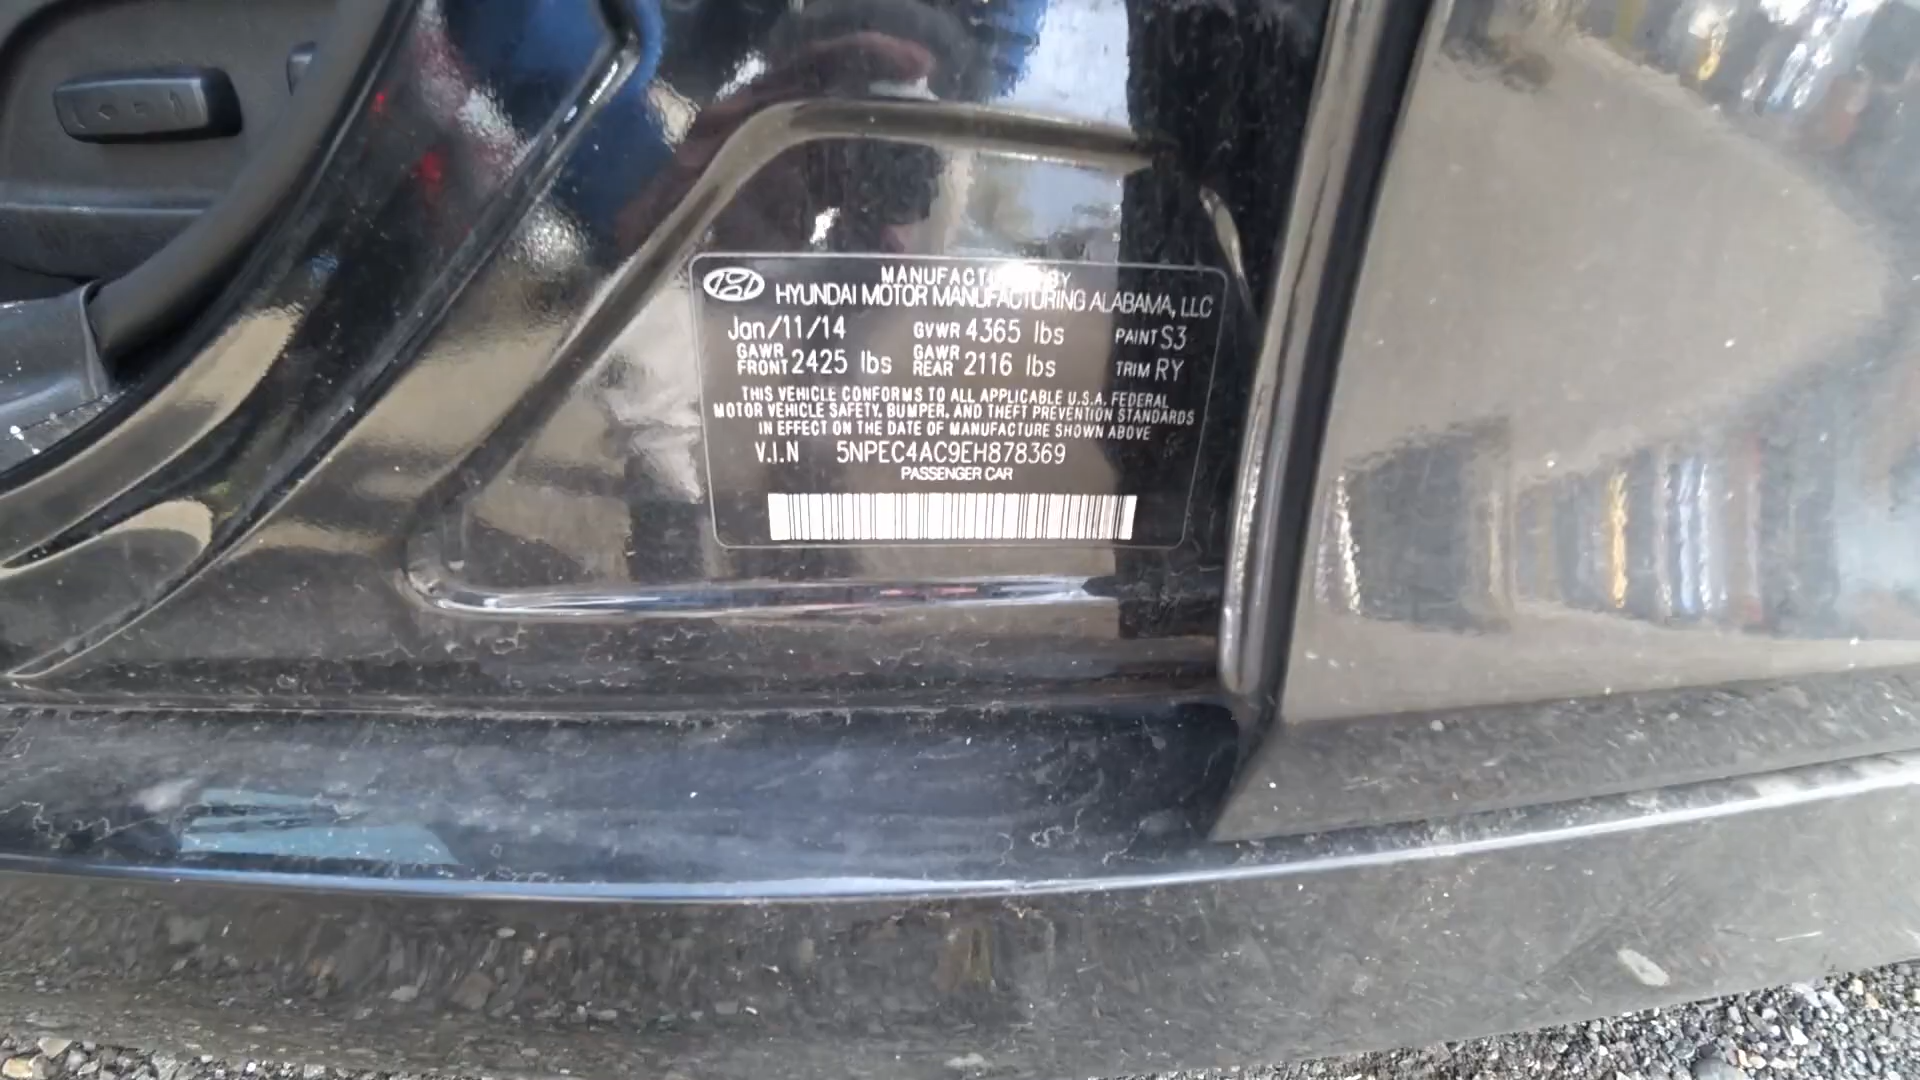 MANUFACTURED BY
HYUNDAI MOTOR MANUFACTURING ALABAMA, LLC
Jan/11/14 GVWR 4365 lbs PAINT S3
GAWR FRONT 2425 lbs GAWR REAR 2116 lbs TRIM RY
THIS VEHICLE CONFORMS TO ALL APPLICABLE U.S.A. FEDERAL
MOTOR VEHICLE SAFETY, BUMPER, AND THEFT PREVENTION STANDARDS
IN EFFECT ON THE DATE OF MANUFACTURE SHOWN ABOVE
V.I.N 5NPEC4AC9EH878369
PASSENGER CAR